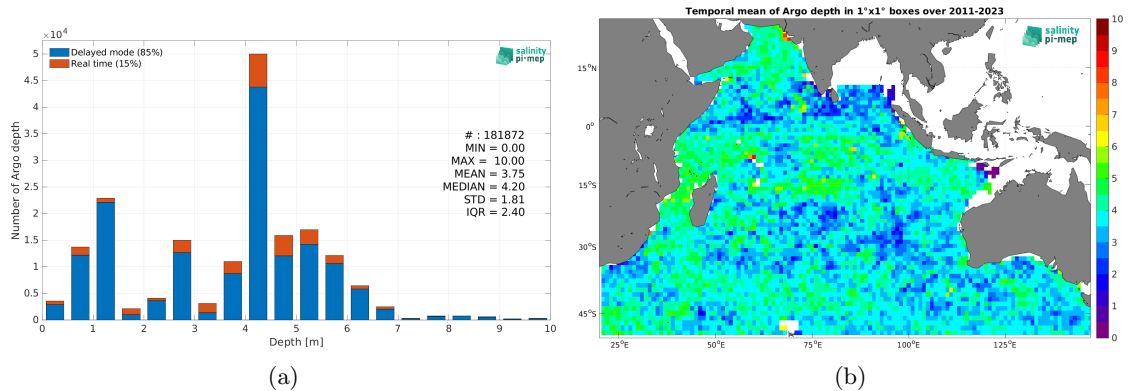 ×10⁴
Delayed mode (85%)
Real time (15%)
salinity
pi-mep
5
4.5
4
3.5
3
2.5
2
1.5
1
0.5
0
Number of Argo depth
# : 181872
MIN = 0.00
MAX = 10.00
MEAN = 3.75
MEDIAN = 4.20
STD = 1.81
IQR = 2.40
0 1 2 3 4 5 6 7 8 9 10
Depth [m]
(a)
Temporal mean of Argo depth in 1°x1° boxes over 2011-2023
salinity
pi-mep
15°N
0°
15°S
30°S
45°S
25°E 50°E 75°E 100°E 125°E
10
9
8
7
6
5
4
3
2
1
0
(b)